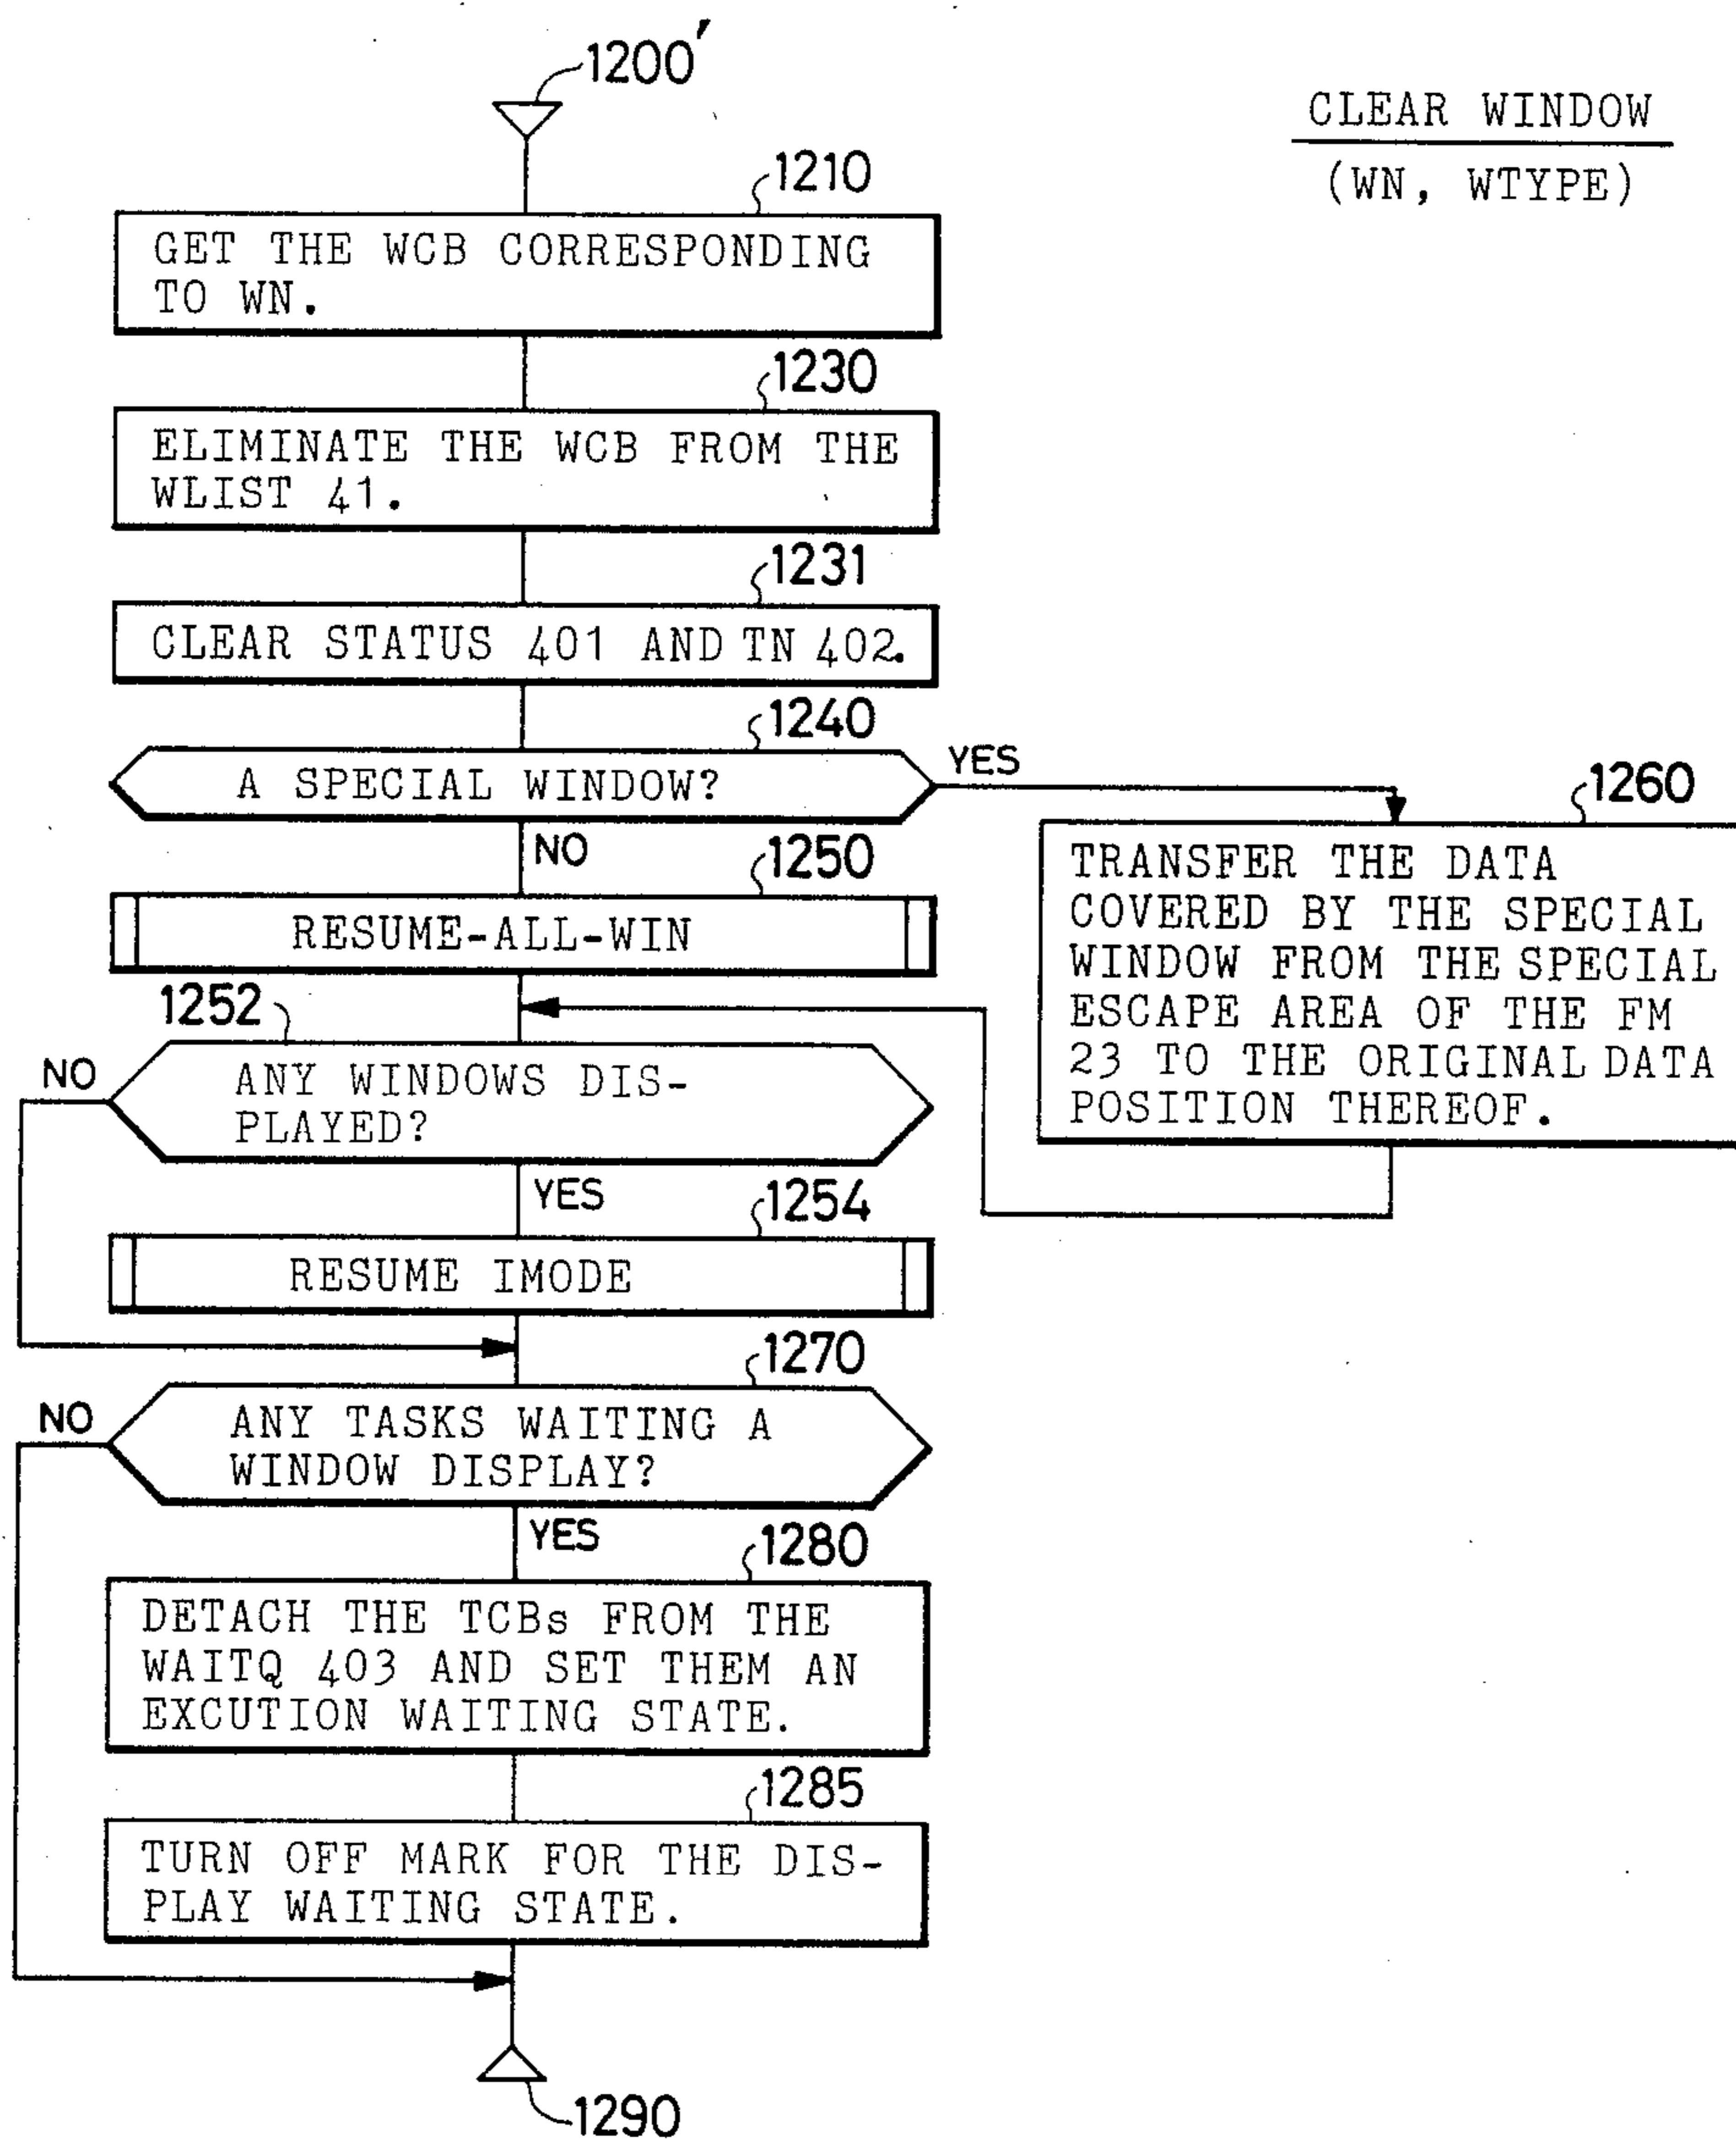 1200'
CLEAR WINDOW
(WN, WTYPE)
1210
GET THE WCB CORRESPONDING
TO WN.
1230
ELIMINATE THE WCB FROM THE
WLIST 41.
1231
CLEAR STATUS 401 AND TN 402.
1240
A SPECIAL WINDOW?
YES
NO
1260
TRANSFER THE DATA
COVERED BY THE SPECIAL
WINDOW FROM THE SPECIAL
ESCAPE AREA OF THE FM
23 TO THE ORIGINAL DATA
POSITION THEREOF.
1250
RESUME-ALL-WIN
1252
NO
ANY WINDOWS DIS-
PLAYED?
YES
1254
RESUME IMODE
1270
NO
ANY TASKS WAITING A
WINDOW DISPLAY?
YES
1280
DETACH THE TCBs FROM THE
WAITQ 403 AND SET THEM AN
EXCUTION WAITING STATE.
1285
TURN OFF MARK FOR THE DIS-
PLAY WAITING STATE.
1290